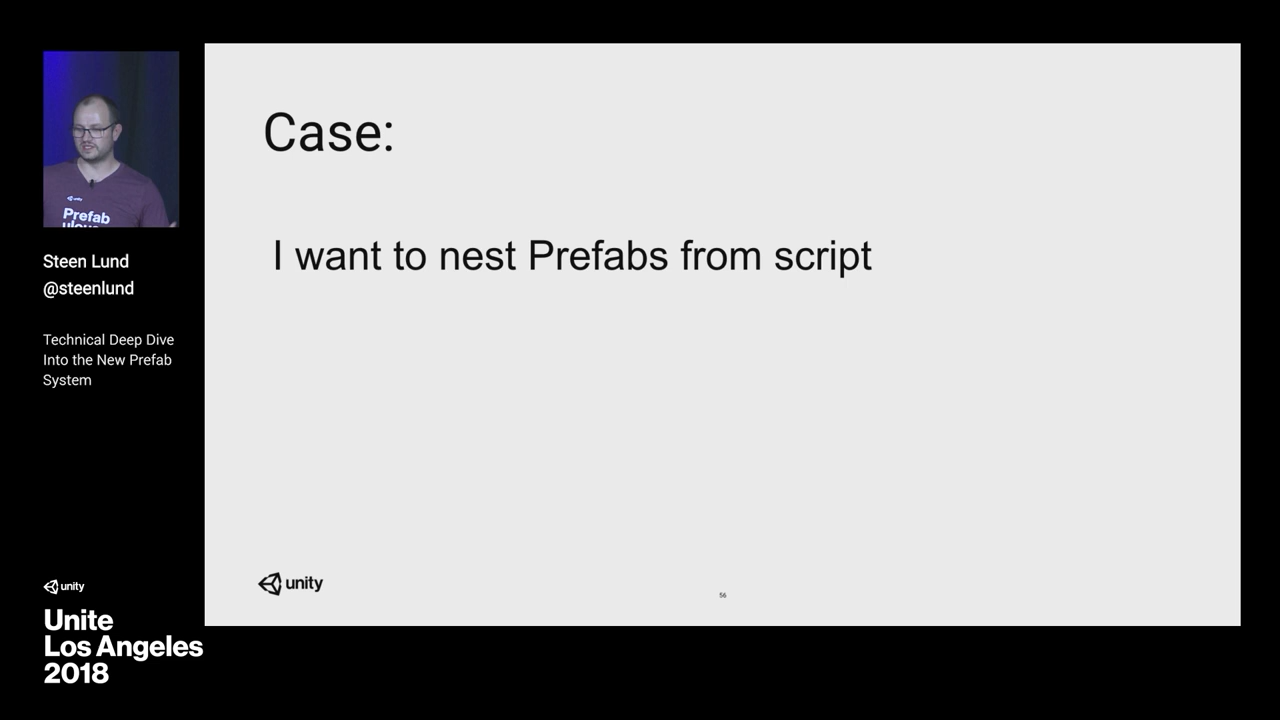 unity
Prefab
Steen Lund
@steenlund
Technical Deep Dive
Into the New Prefab
System
unity
Unite
Los Angeles
2018
Case:
I want to nest Prefabs from script
unity
56